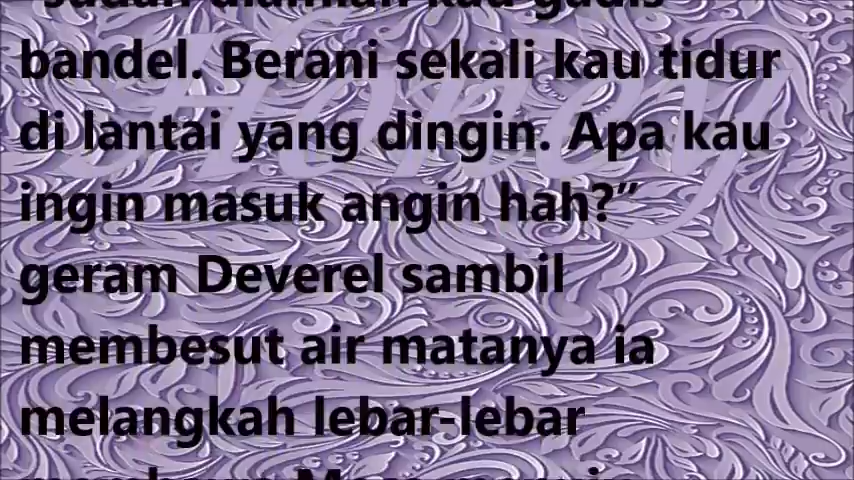 bandel. Berani sekali kau tidur
di lantai yang dingin. Apa kau
ingin masuk angin hah?”
geram Deverel sambil
membesut air matanya ia
melangkah lebar-lebar
Honey